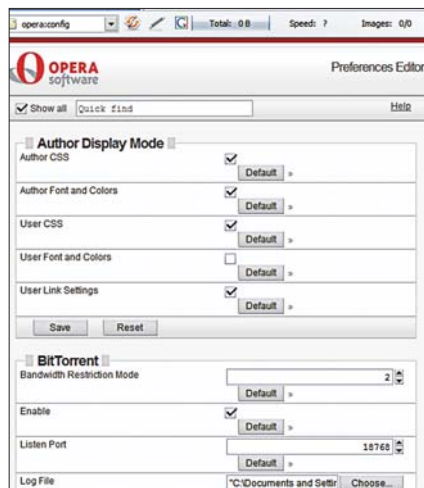 opera:config Total: 0 B Speed: ? Images: 0/0
OPERA software Preferences Editor
Show all Quick find Help
Author Display Mode
Author CSS
Default »
Author Font and Colors
Default »
User CSS
Default »
User Font and Colors
Default »
User Link Settings
Default »
Save Reset
BitTorrent
Bandwidth Restriction Mode 2
Default »
Enable
Default »
Listen Port 18768
Default »
Log File "C:\Documents and Settir Choose...